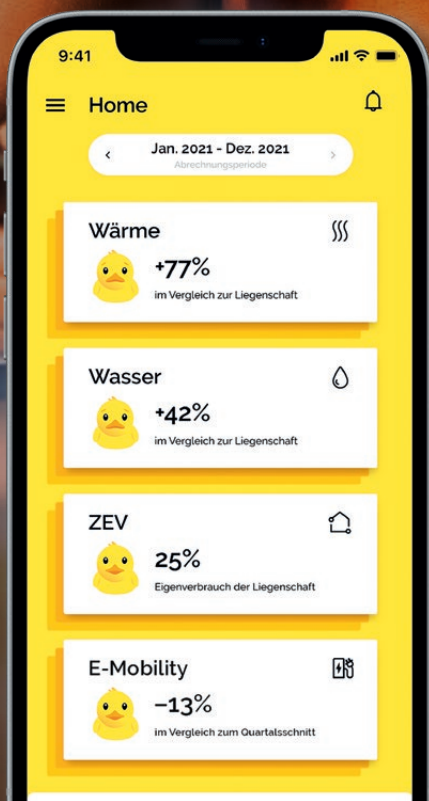 9:41
Home
Jan. 2021 - Dez. 2021
Abrechnungsperiode
Wärme
+77%
im Vergleich zur Liegenschaft
Wasser
+42%
im Vergleich zur Liegenschaft
ZEV
25%
Eigenverbrauch der Liegenschaft
E-Mobility
–13%
im Vergleich zum Quartalsschnitt